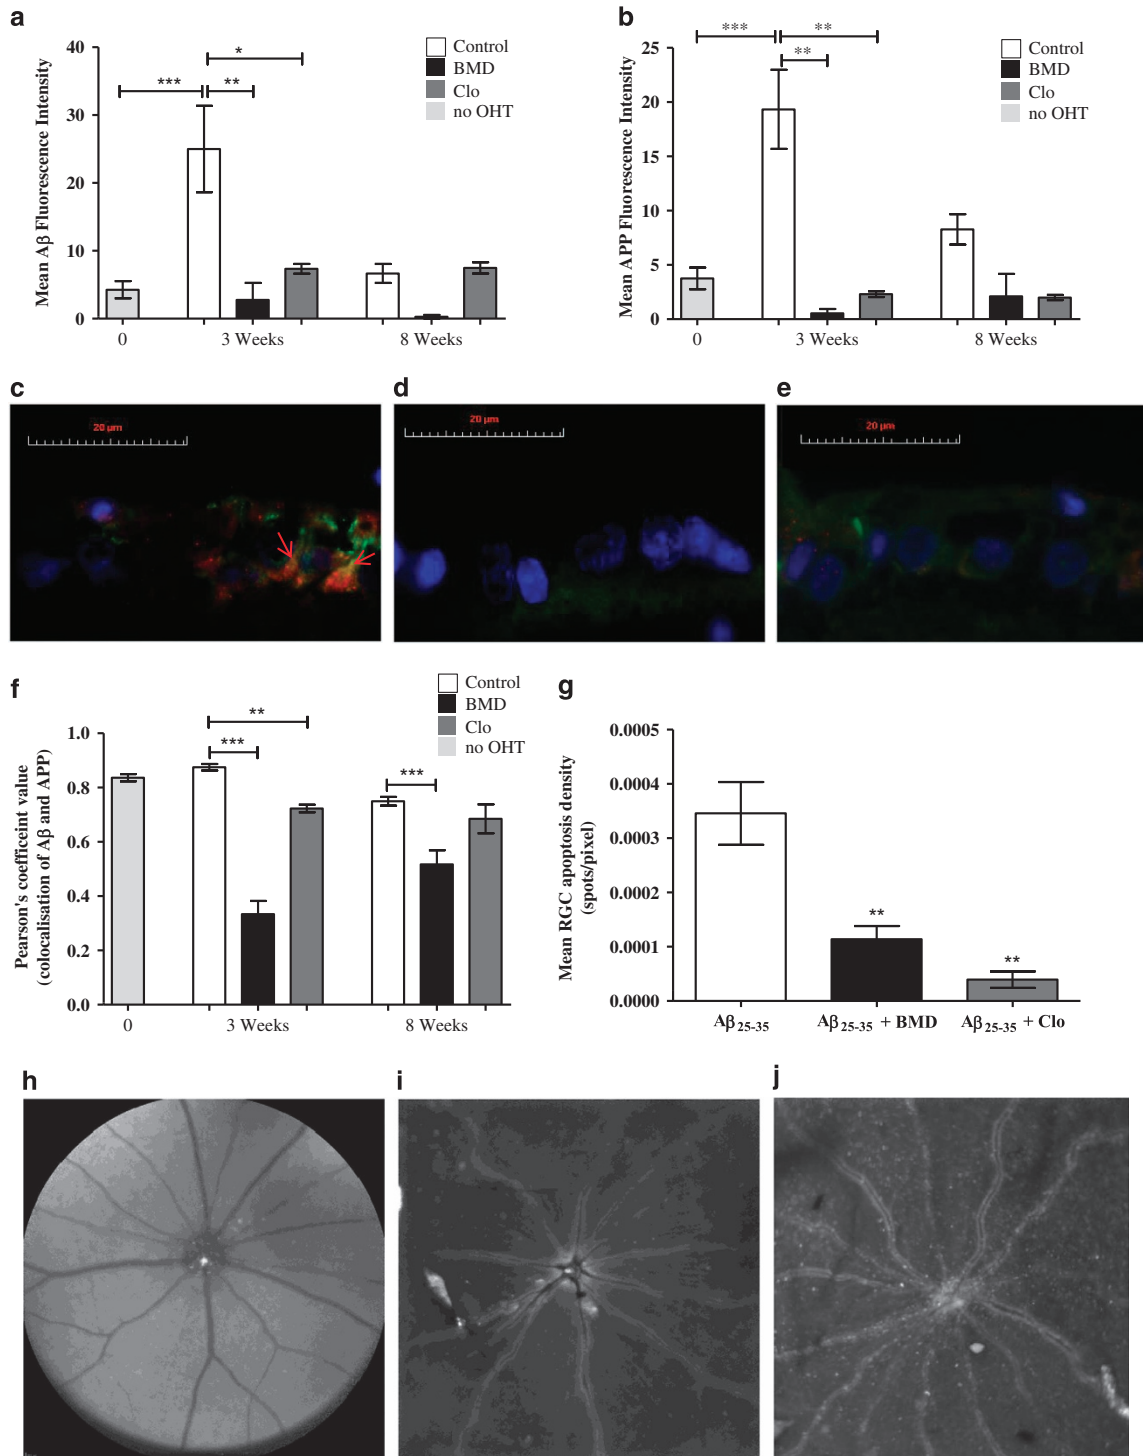 a
Mean Aβ Fluorescence Intensity
40
30
20
10
0
***
**
*
Control
BMD
Clo
no OHT
0
3 Weeks
8 Weeks
b
Mean APP Fluorescence Intensity
25
20
15
10
5
0
***
**
**
Control
BMD
Clo
no OHT
0
3 Weeks
8 Weeks
c
20 µm
d
20 µm
e
20 µm
f
Pearson's coefficeint value
(colocalisation of Aβ and APP)
1.0
0.8
0.6
0.4
0.2
0.0
**
***
***
Control
BMD
Clo
no OHT
0
3 Weeks
8 Weeks
g
Mean RGC apoptosis density
(spots/pixel)
0.0005
0.0004
0.0003
0.0002
0.0001
0.0000
**
**
Aβ25-35
Aβ25-35 + BMD
Aβ25-35 + Clo
h
i
j